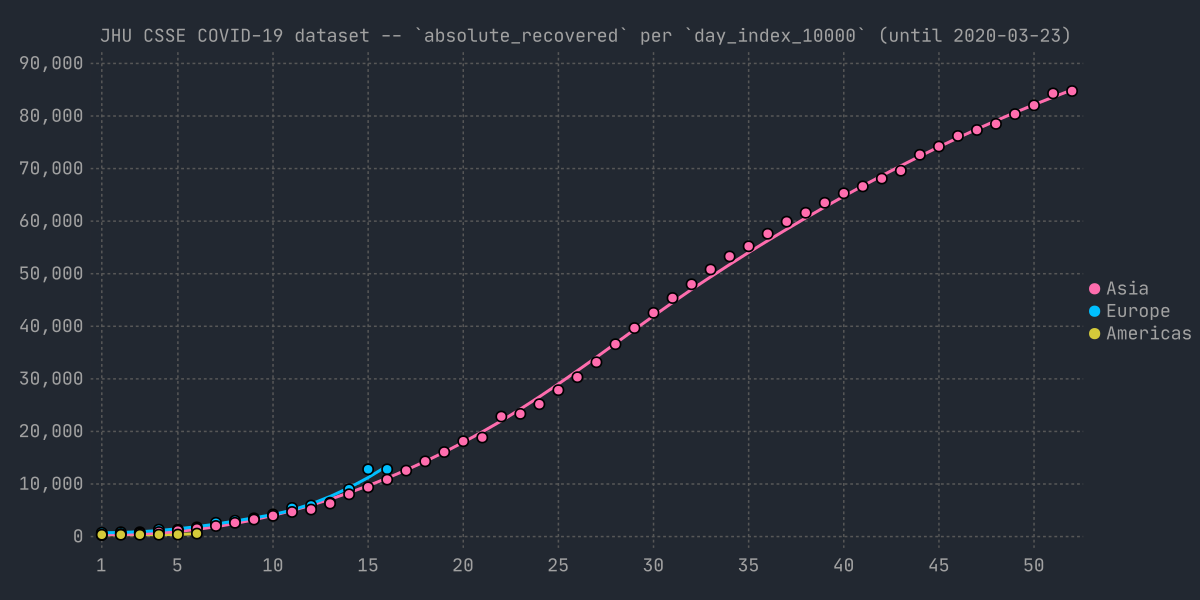 JHU CSSE COVID-19 dataset -- `absolute_recovered` per `day_index_10000` (until 2020-03-23)
90,000
80,000
70,000
60,000
50,000
40,000
30,000
20,000
10,000
0
1 5 10 15 20 25 30 35 40 45 50
Asia
Europe
Americas